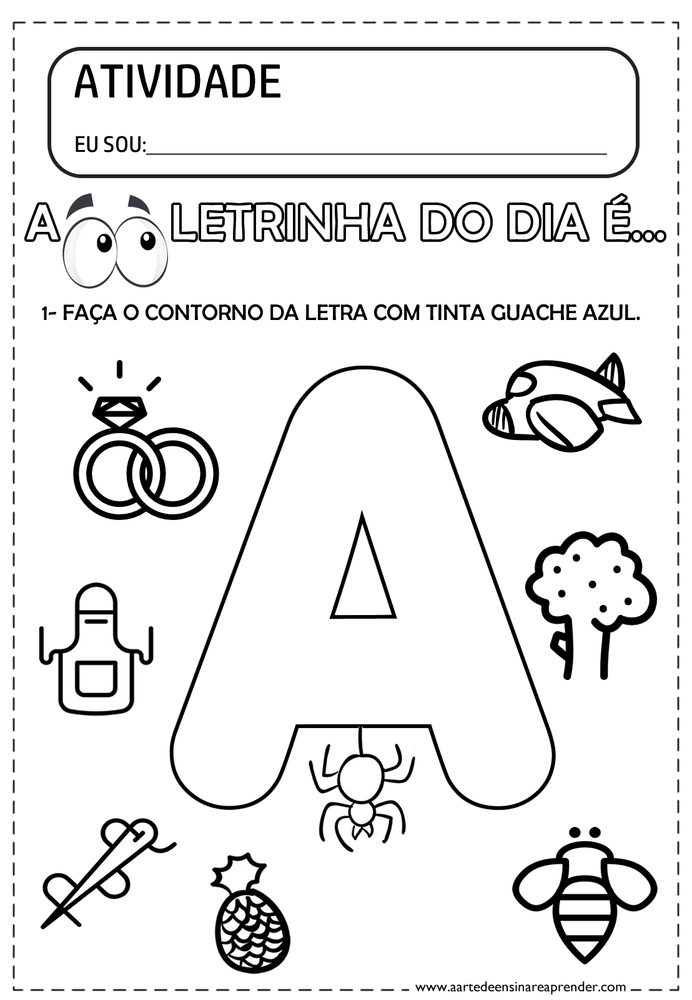 ATIVIDADE
EU SOU:
A LETRINHA DO DIA É...
1- FAÇA O CONTORNO DA LETRA COM TINTA GUACHE AZUL.
A
www.aartedeensinareaprender.com